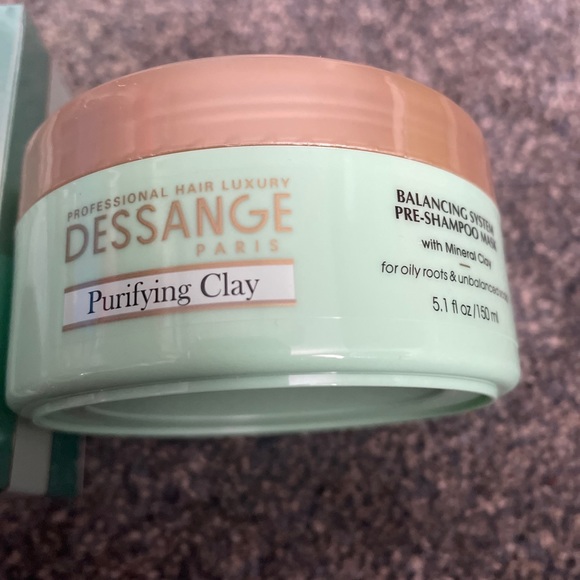 PROFESSIONAL HAIR LUXURY
DESSANGE
PARIS
Purifying Clay
BALANCING SYSTEM
PRE-SHAMPOO MASK
with Mineral Clay
for oily roots & unbalanced
5.1 fl oz/150 ml